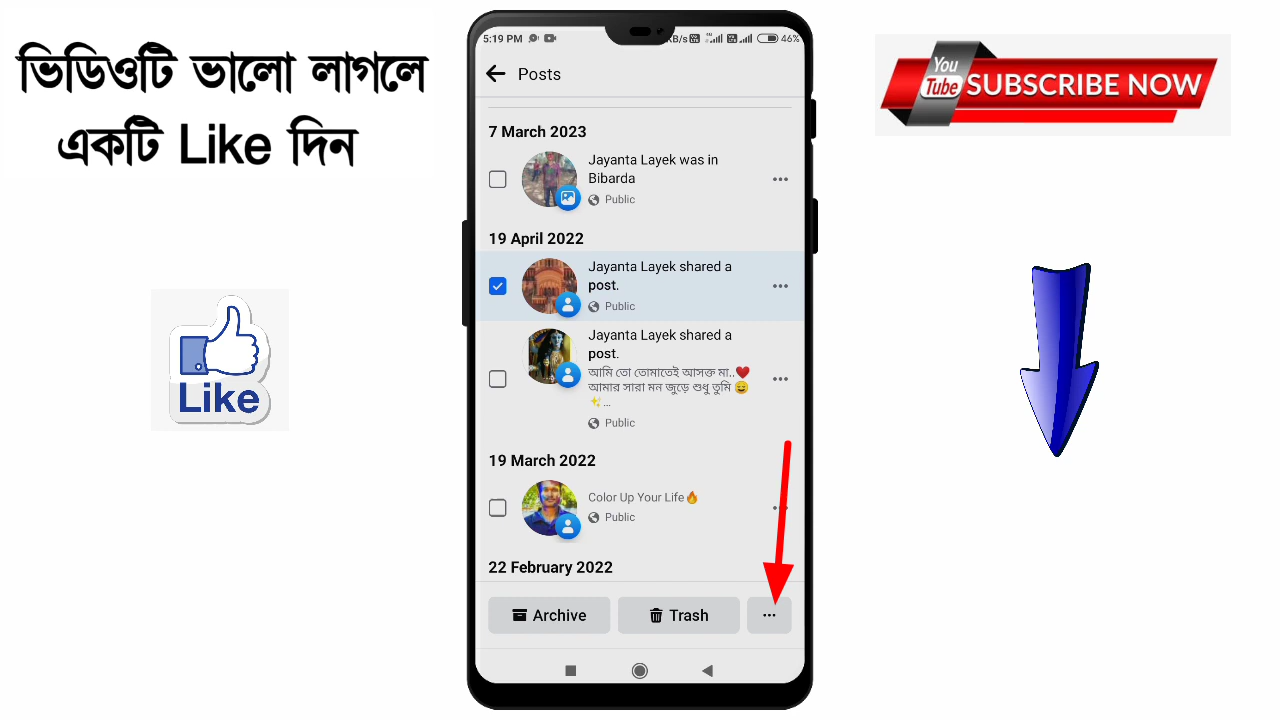 ভিডিওটি ভালো লাগলে
একটি Like দিন
Like
5:19 PM
KB/s
46%
Posts
7 March 2023
Jayanta Layek was in
Bibarda
Public
19 April 2022
Jayanta Layek shared a
post.
Public
Jayanta Layek shared a
post.
আমি তো তোমাতেই আসক্ত মা..❤️
আমার সারা মন জুড়ে শুধু তুমি 😄
✨...
Public
19 March 2022
Color Up Your Life🔥
Public
22 February 2022
Archive
Trash
You
Tube
SUBSCRIBE NOW